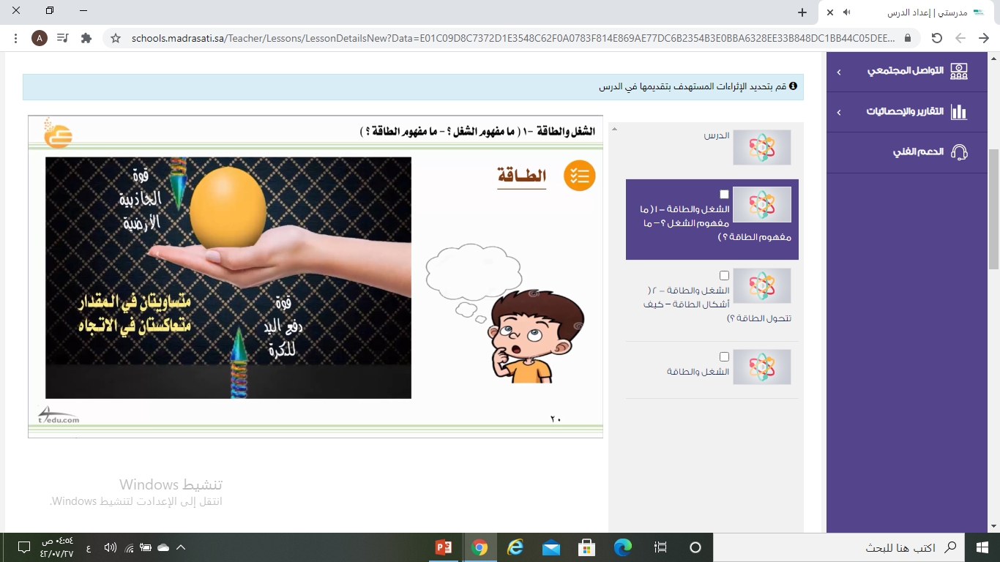 مدرستي | إعداد الدرس
schools.madrasati.sa/Teacher/Lessons/LessonDetailsNew?Data=E01C09D8C7372D1E3548C62F0A0783F814E869AE77DC6B2354B3E0BBA6328EE33B848DC1BB44C05DEE...
A
التواصل المجتمعي
التقارير والإحصائيات
الدعم الفني
قم بتحديد الإثراءات المستهدف بتقديمها في الدرس
الدرس
الشغل والطاقة – ١( ما
مفهوم الشغل ؟ – ما
مفهوم الطاقة ؟ )
الشغل والطاقة – ٢(
أشكال الطاقة – كيف
تتحول الطاقة ؟)
الشغل والطاقة
الشغل والطاقة -١ ( ما مفهوم الشغل ؟ - ما مفهوم الطاقة ؟ )
الطـاقة
قوة
الجاذبية
الأرضية
متساويتان في المقدار
متعاكستان في الاتجاه
قوة
دفع اليد
للكرة
t4edu.com
٢٠
تنشيط Windows
انتقل إلى الإعدادت لتنشيط Windows.
اكتب هنا للبحث
ع
٠٤:٥٤ ص
٤٢/٠٧/٢٧